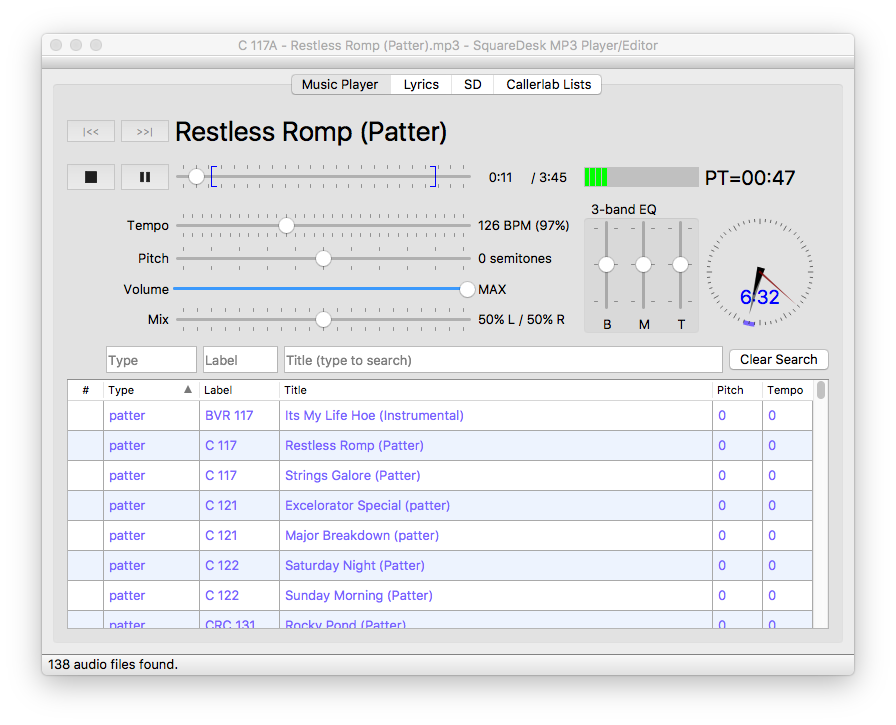 C 117A - Restless Romp (Patter).mp3 - SquareDesk MP3 Player/Editor
Music Player Lyrics SD Callerlab Lists
|<< >>| Restless Romp (Patter)
0:11 / 3:45 PT=00:47
3-band EQ
Tempo 126 BPM (97%)
Pitch 0 semitones
Volume MAX
6:32
Mix 50% L / 50% R
B M T
Type Label Title (type to search) Clear Search
# Type Label Title Pitch Tempo
patter BVR 117 Its My Life Hoe (Instrumental) 0 0
patter C 117 Restless Romp (Patter) 0 0
patter C 117 Strings Galore (Patter) 0 0
patter C 121 Excelorator Special (patter) 0 0
patter C 121 Major Breakdown (patter) 0 0
patter C 122 Saturday Night (Patter) 0 0
patter C 122 Sunday Morning (Patter) 0 0
patter CRC 131 Rocky Pond (Patter) 0 0
138 audio files found.